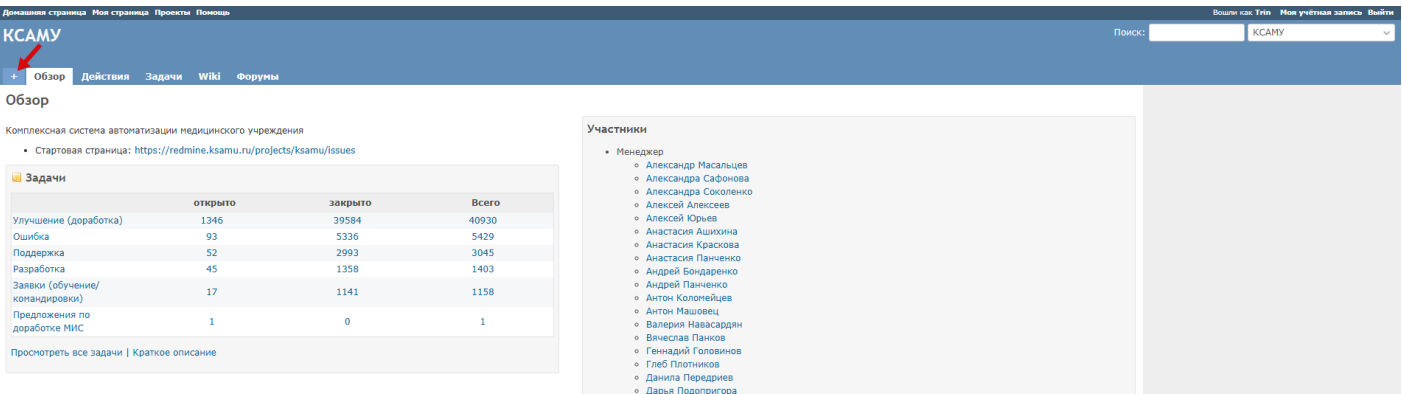 Домашняя страница Моя страница Проекты Помощь
Вошли как Trin Моя учётная запись Выйти
КСАМУ
Поиск: КСАМУ
+ Обзор Действия Задачи Wiki Форумы
Обзор
Комплексная система автоматизации медицинского учреждения
• Стартовая страница: https://redmine.ksamu.ru/projects/ksamu/issues
Задачи
открыто закрыто Всего
Улучшение (доработка) 1346 39584 40930
Ошибка 93 5336 5429
Поддержка 52 2993 3045
Разработка 45 1358 1403
Заявки (обучение/
командировки) 17 1141 1158
Предложения по
доработке МИС 1 0 1
Просмотреть все задачи | Краткое описание
Участники
• Менеджер
Александр Масальцев
Александра Сафонова
Александра Соколенко
Алексей Алексеев
Алексей Юрьев
Анастасия Ашихина
Анастасия Краскова
Анастасия Панченко
Андрей Бондаренко
Андрей Панченко
Антон Коломейцев
Антон Машовец
Валерия Навасардян
Вячеслав Панков
Геннадий Головинов
Глеб Плотников
Данила Передриев
Дарья Подопригора